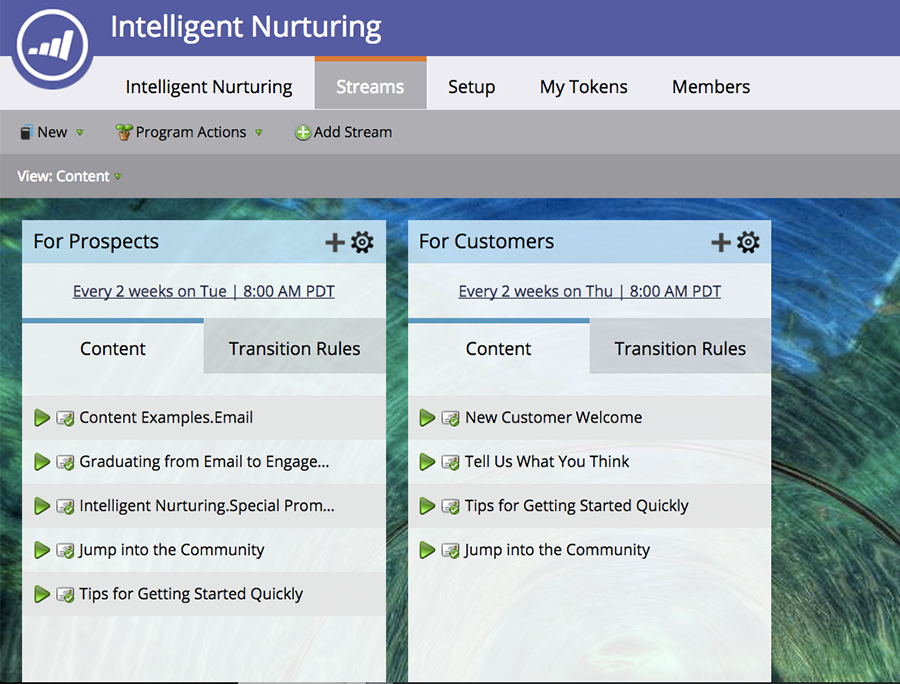 Intelligent Nurturing
Intelligent Nurturing Streams Setup My Tokens Members
New Program Actions Add Stream
View: Content
For Prospects
Every 2 weeks on Tue | 8:00 AM PDT
Content Transition Rules
Content Examples.Email
Graduating from Email to Engage...
Intelligent Nurturing.Special Prom...
Jump into the Community
Tips for Getting Started Quickly
For Customers
Every 2 weeks on Thu | 8:00 AM PDT
Content Transition Rules
New Customer Welcome
Tell Us What You Think
Tips for Getting Started Quickly
Jump into the Community